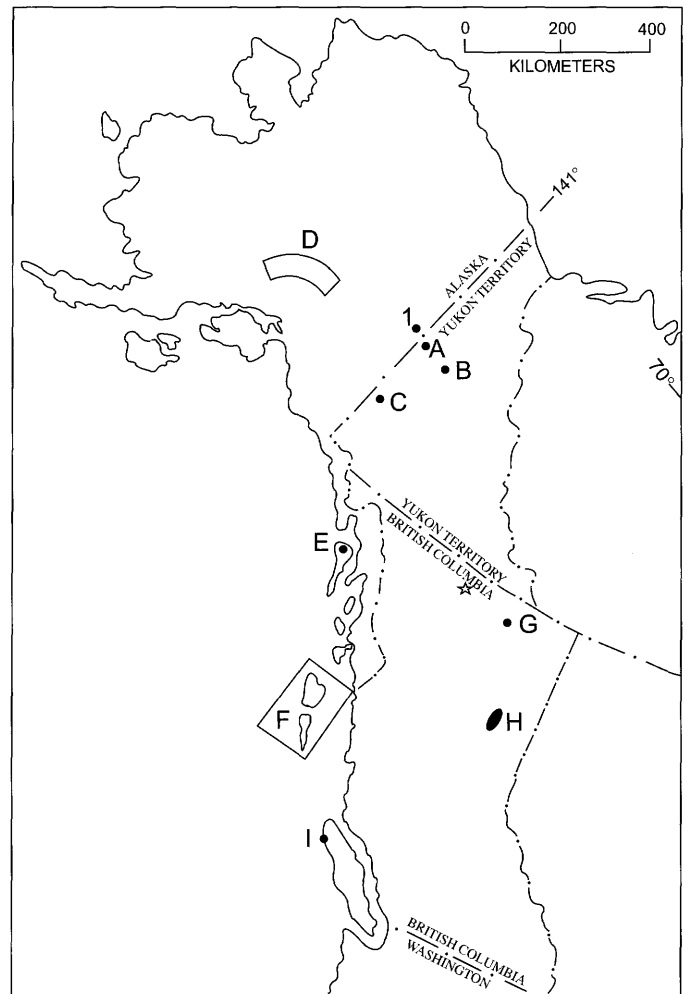 0 200 400
KILOMETERS
141°
D
ALASKA
YUKON TERRITORY
1
A
B
70°
C
YUKON TERRITORY
BRITISH COLUMBIA
E
G
F
H
I
BRITISH COLUMBIA
WASHINGTON